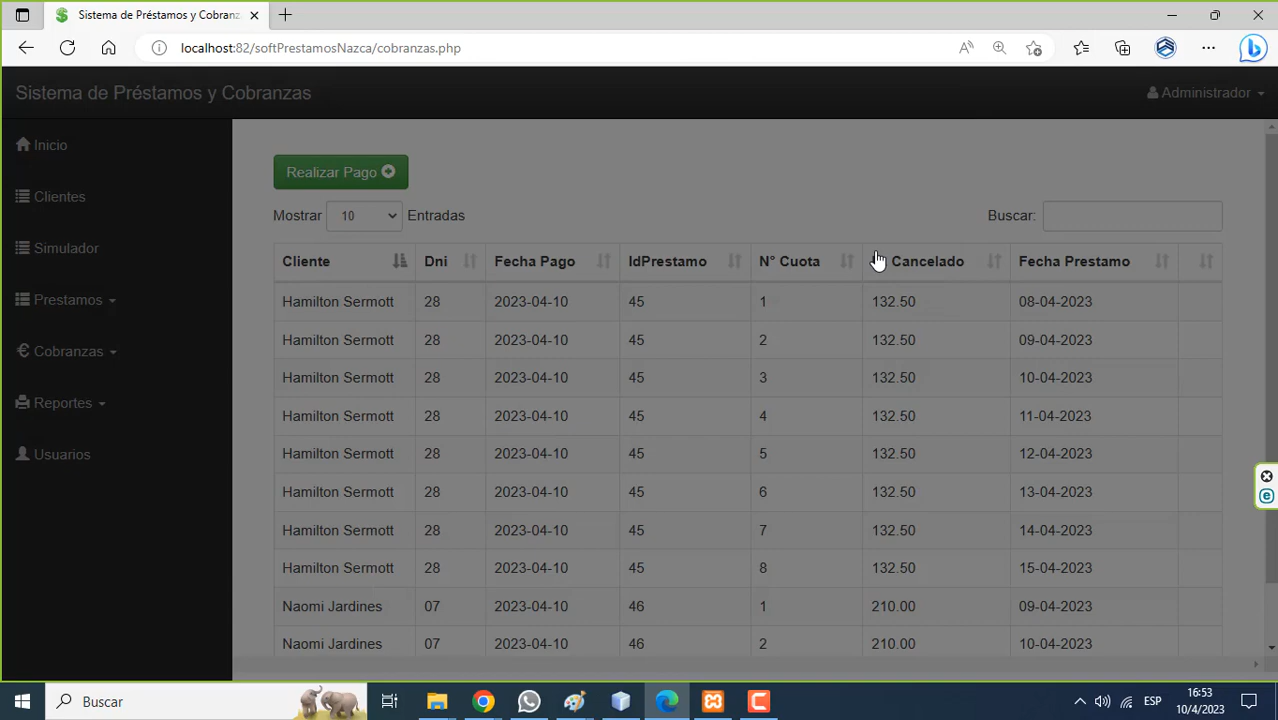 Sistema de Préstamos y Cobranz
localhost:82/softPrestamosNazca/cobranzas.php
Sistema de Préstamos y Cobranzas
Administrador
Inicio
Clientes
Simulador
Prestamos
Cobranzas
Reportes
Usuarios
Realizar Pago
Mostrar 10 Entradas
Buscar:
Cliente Dni Fecha Pago IdPrestamo N° Cuota Cancelado Fecha Prestamo
Hamilton Sermott 28 2023-04-10 45 1 132.50 08-04-2023
Hamilton Sermott 28 2023-04-10 45 2 132.50 09-04-2023
Hamilton Sermott 28 2023-04-10 45 3 132.50 10-04-2023
Hamilton Sermott 28 2023-04-10 45 4 132.50 11-04-2023
Hamilton Sermott 28 2023-04-10 45 5 132.50 12-04-2023
Hamilton Sermott 28 2023-04-10 45 6 132.50 13-04-2023
Hamilton Sermott 28 2023-04-10 45 7 132.50 14-04-2023
Hamilton Sermott 28 2023-04-10 45 8 132.50 15-04-2023
Naomi Jardines 07 2023-04-10 46 1 210.00 09-04-2023
Naomi Jardines 07 2023-04-10 46 2 210.00 10-04-2023
Buscar
ESP
16:53
10/4/2023